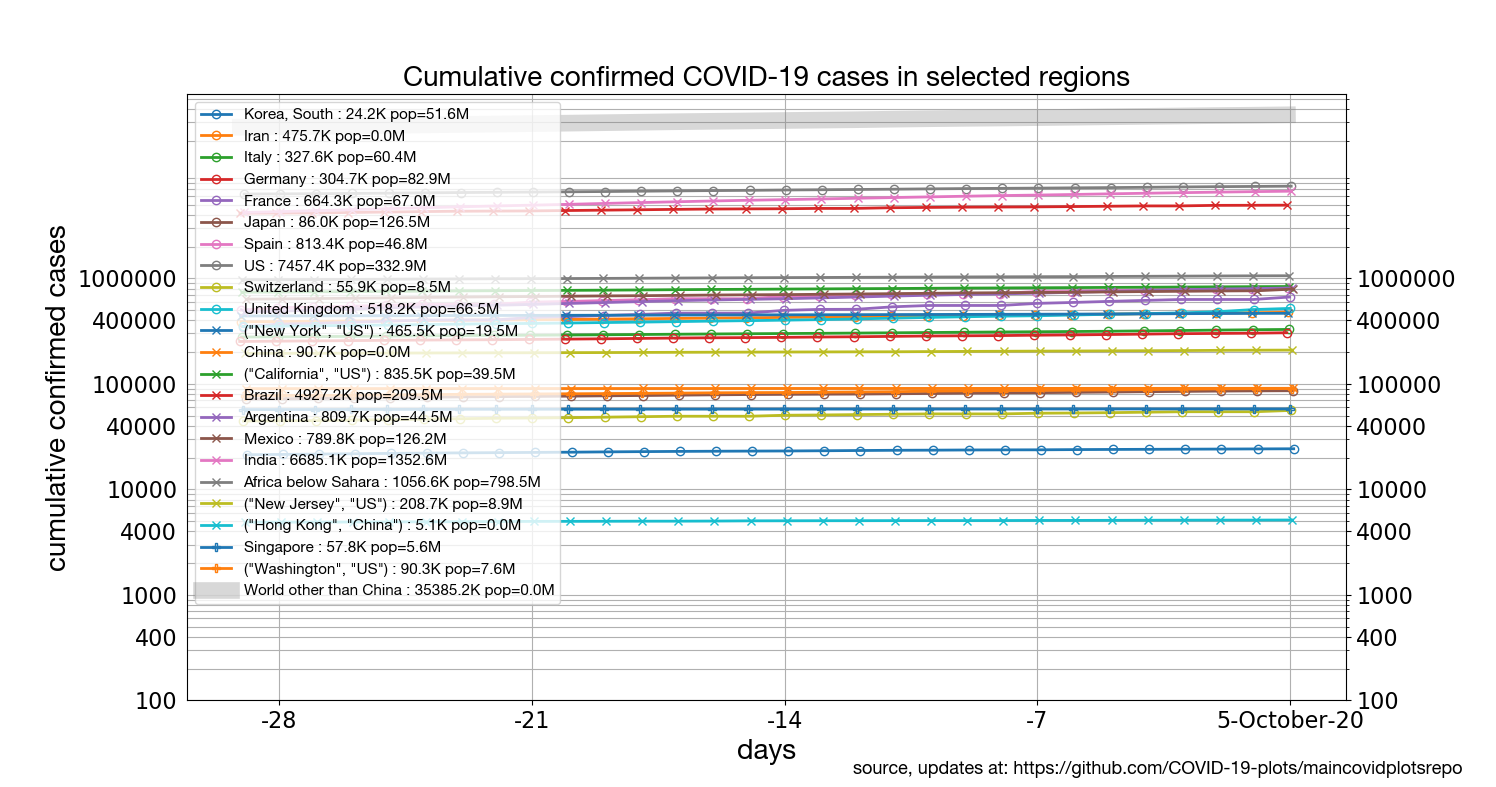 Cumulative confirmed COVID-19 cases in selected regions
Korea, South : 24.2K pop=51.6M
Iran : 475.7K pop=0.0M
Italy : 327.6K pop=60.4M
Germany : 304.7K pop=82.9M
France : 664.3K pop=67.0M
Japan : 86.0K pop=126.5M
Spain : 813.4K pop=46.8M
US : 7457.4K pop=332.9M
Switzerland : 55.9K pop=8.5M
United Kingdom : 518.2K pop=66.5M
("New York", "US") : 465.5K pop=19.5M
China : 90.7K pop=0.0M
("California", "US") : 835.5K pop=39.5M
Brazil : 4927.2K pop=209.5M
Argentina : 809.7K pop=44.5M
Mexico : 789.8K pop=126.2M
India : 6685.1K pop=1352.6M
Africa below Sahara : 1056.6K pop=798.5M
("New Jersey", "US") : 208.7K pop=8.9M
("Hong Kong", "China") : 5.1K pop=0.0M
Singapore : 57.8K pop=5.6M
("Washington", "US") : 90.3K pop=7.6M
World other than China : 35385.2K pop=0.0M
cumulative confirmed cases
1000000
400000
100000
40000
10000
4000
1000
400
100
1000000
400000
100000
40000
10000
4000
1000
400
100
-28
-21
-14
-7
5-October-20
days
source, updates at: https://github.com/COVID-19-plots/maincovidplotsrepo